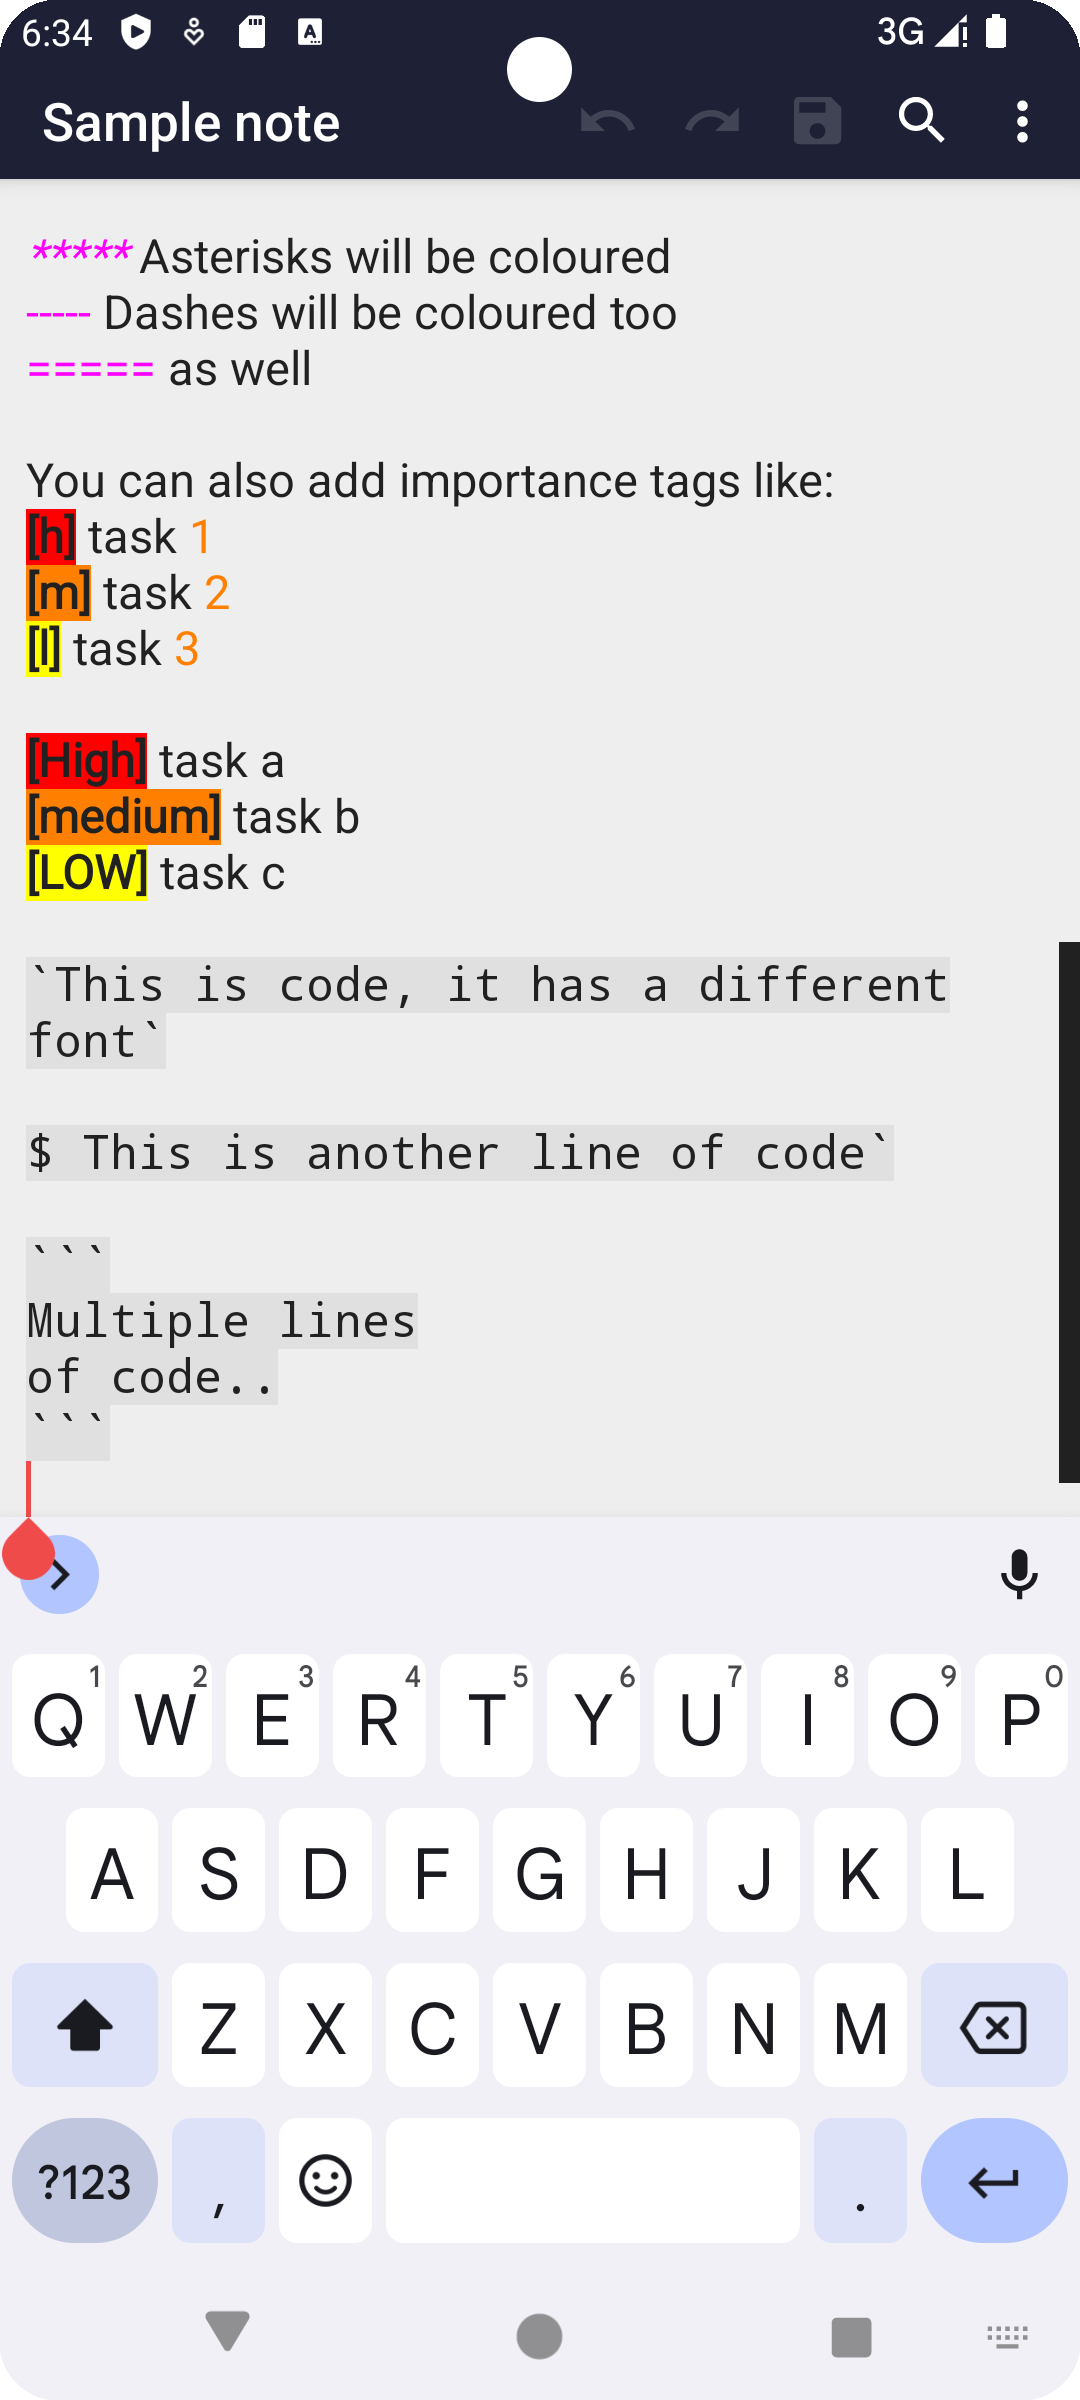 6:34
3G
Sample note
***** Asterisks will be coloured
----- Dashes will be coloured too
===== as well
You can also add importance tags like:
[h] task 1
[m] task 2
[l] task 3
[High] task a
[medium] task b
[LOW] task c
`This is code, it has a different
font`
$ This is another line of code`
```
Multiple lines
of code..
```
Q 1 W 2 E 3 R 4 T 5 Y 6 U 7 I 8 O 9 P 0
A S D F G H J K L
Z X C V B N M
?123 , .